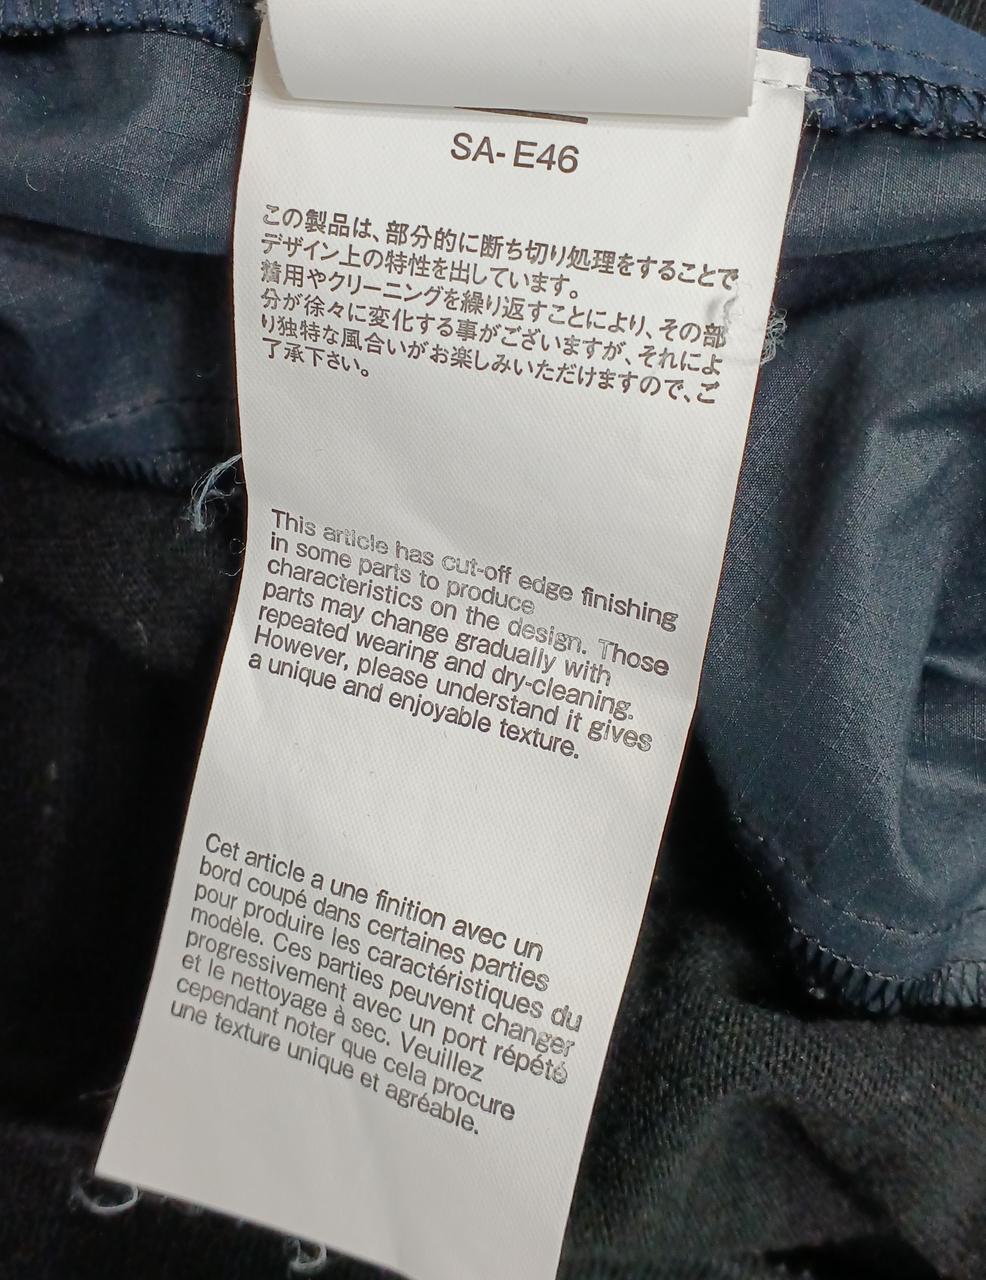 SA-E46
この製品は、部分的に断ち切り処理をすることで
デザイン上の特性を出しています。
着用やクリーニングを繰り返すことにより、その部
分が徐々に変化する事がございますが、それによ
り独特な風合いがお楽しみいただけますので、ご
了承下さい。
This article has cut-off edge finishing
in some parts to produce
characteristics on the design. Those
parts may change gradually with
repeated wearing and dry-cleaning.
However, please understand it gives
a unique and enjoyable texture.
Cet article a une finition avec un
bord coupé dans certaines parties
pour produire les caractéristiques du
modèle. Ces parties peuvent changer
progressivement avec un port répété
et le nettoyage à sec. Veuillez
cependant noter que cela procure
une texture unique et agréable.